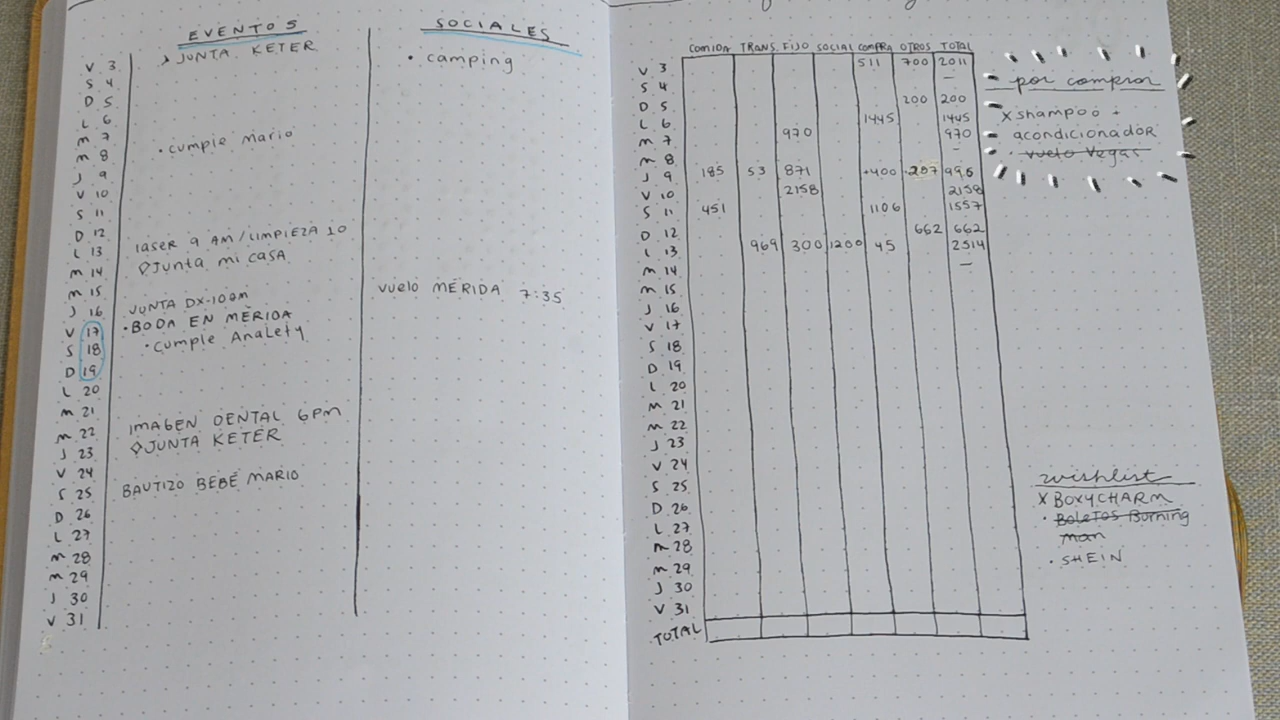 EVENTOS
SOCIALES
JUNTA KETER
• camping
V 3
S 4
D 5
L 6
M 7
• cumple mario
M 8
J 9
V 10
S 11
D 12
laser 9 AM/LIMPIEZA 10
L 13
◊Junta mi casa
M 14
M 15
vuelo MÉRIDA 7:35
JUNTA DX-100m
J 16
• BODA EN MÉRIDA
V 17
• cumple Analety
S 18
D 19
L 20
M 21
IMAGEN DENTAL 6PM
M 22
◊JUNTA KETER
J 23
V 24
BAUTIZO BEBÉ MARIO
S 25
D 26
L 27
M 28
M 29
J 30
V 31
COMIDA TRANS. FIJO SOCIAL COMPRA OTROS TOTAL
V 3 511 700 2011
S 4 —
D 5 200 200
L 6 1445 1445
M 7 970 970
M 8 -
J 9 185 53 871 •400 •207 996
V 10 2158 2158
S 11 451 1106 1557
D 12 662 662
L 13 969 300 1200 45 2514
M 14 —
M 15
J 16
V 17
S 18
D 19
L 20
M 21
M 22
J 23
V 24
S 25
D 26
L 27
M 28
M 29
J 30
V 31
TOTAL
por comprar
X shampoo +
acondicionador
• vuelo Vegas
wishlist
X BOXYCHARM
• Boletos Burning
man
• SHEIN